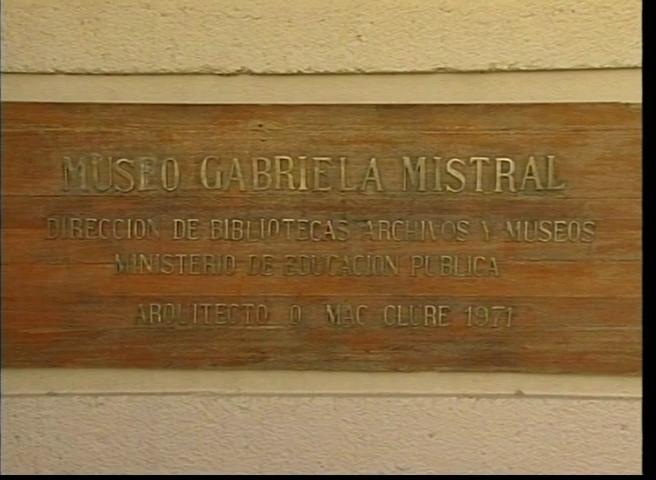 MUSEO GABRIELA MISTRAL
DIRECCION DE BIBLIOTECAS ARCHIVOS Y MUSEOS
MINISTERIO DE EDUCACION PUBLICA
ARQUITECTO O. MAC CLURE 1971